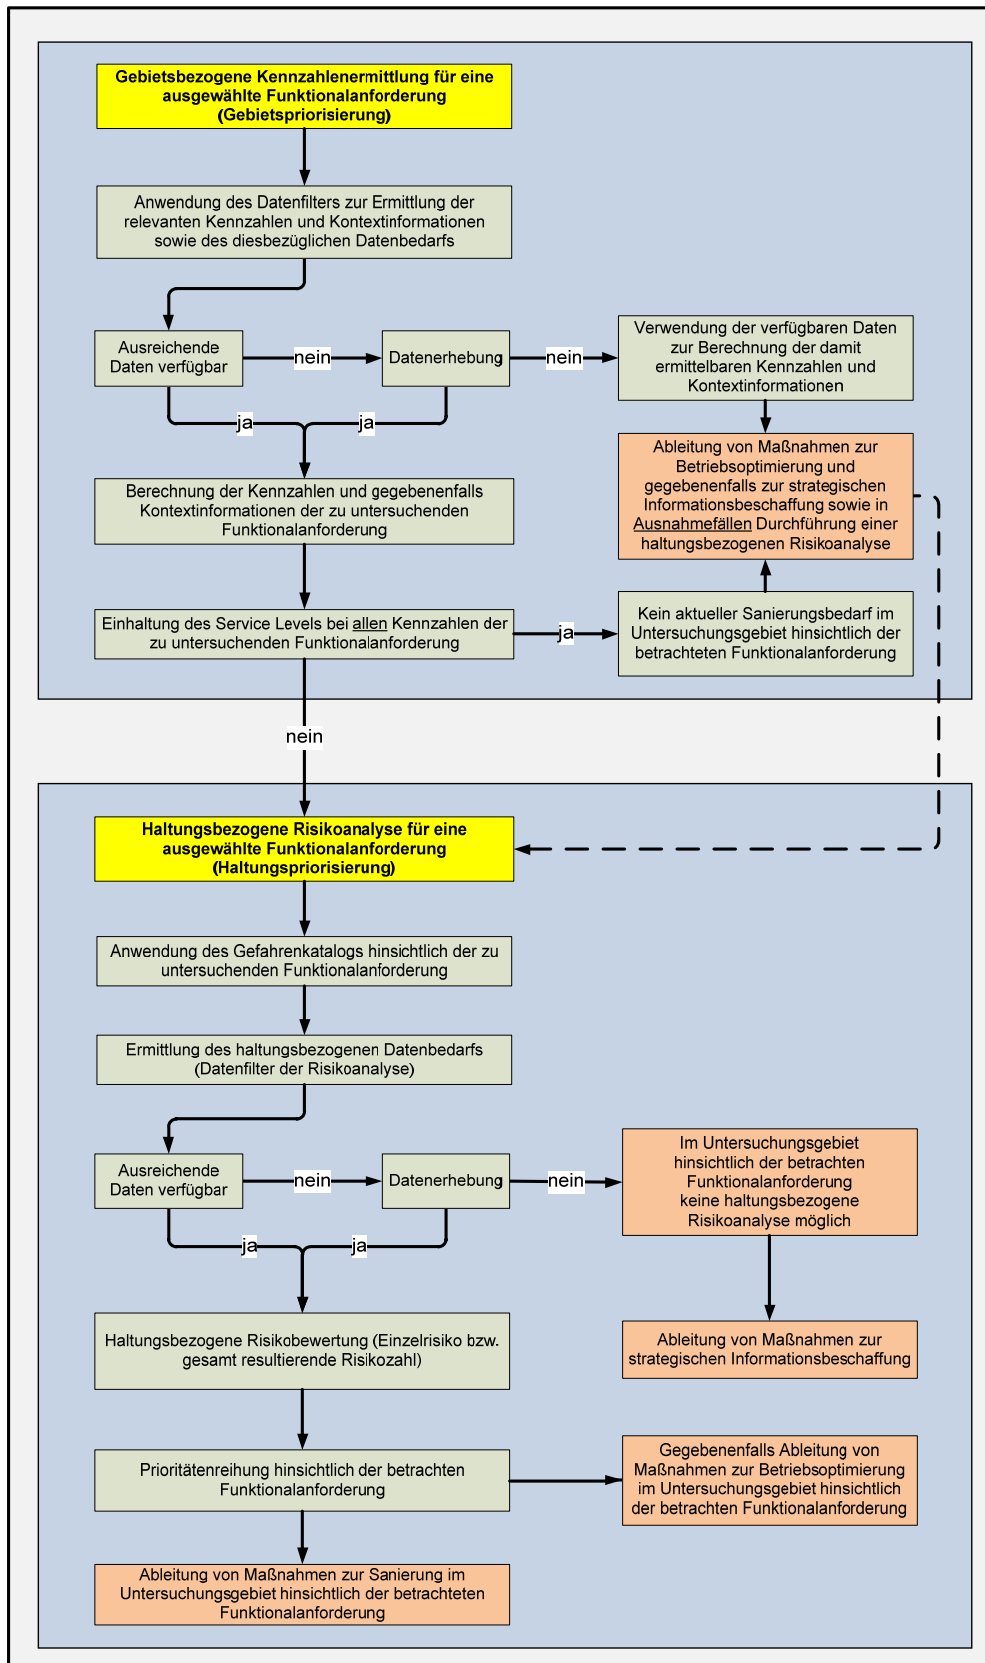 Gebietsbezogene Kennzahlenermittlung für eine
ausgewählte Funktionalanforderung
(Gebietspriorisierung)
Anwendung des Datenfilters zur Ermittlung der
relevanten Kennzahlen und Kontextinformationen
sowie des diesbezüglichen Datenbedarfs
Ausreichende
Daten verfügbar
nein
Datenerhebung
nein
Verwendung der verfügbaren Daten
zur Berechnung der damit
ermittelbaren Kennzahlen und
Kontextinformationen
ja
ja
Ableitung von Maßnahmen zur
Betriebsoptimierung und
gegebenenfalls zur strategischen
Informationsbeschaffung sowie in
Ausnahmefällen Durchführung einer
haltungsbezogenen Risikoanalyse
Berechnung der Kennzahlen und gegebenenfalls
Kontextinformationen der zu untersuchenden
Funktionalanforderung
Einhaltung des Service Levels bei allen Kennzahlen der
zu untersuchenden Funktionalanforderung
ja
Kein aktueller Sanierungsbedarf im
Untersuchungsgebiet hinsichtlich der
betrachteten Funktionalanforderung
nein
Haltungsbezogene Risikoanalyse für eine
ausgewählte Funktionalanforderung
(Haltungspriorisierung)
Anwendung des Gefahrenkatalogs hinsichtlich der zu
untersuchenden Funktionalanforderung
Ermittlung des haltungsbezogenen Datenbedarfs
(Datenfilter der Risikoanalyse)
Ausreichende
Daten verfügbar
nein
Datenerhebung
nein
Im Untersuchungsgebiet
hinsichtlich der betrachten
Funktionalanforderung
keine haltungsbezogene
Risikoanalyse möglich
ja
ja
Haltungsbezogene Risikobewertung (Einzelrisiko bzw.
gesamt resultierende Risikozahl)
Ableitung von Maßnahmen zur
strategischen Informationsbeschaffung
Prioritätenreihung hinsichtlich der betrachten
Funktionalanforderung
Gegebenenfalls Ableitung von
Maßnahmen zur Betriebsoptimierung
im Untersuchungsgebiet hinsichtlich
der betrachten Funktionalanforderung
Ableitung von Maßnahmen zur Sanierung im
Untersuchungsgebiet hinsichtlich der betrachteten
Funktionalanforderung